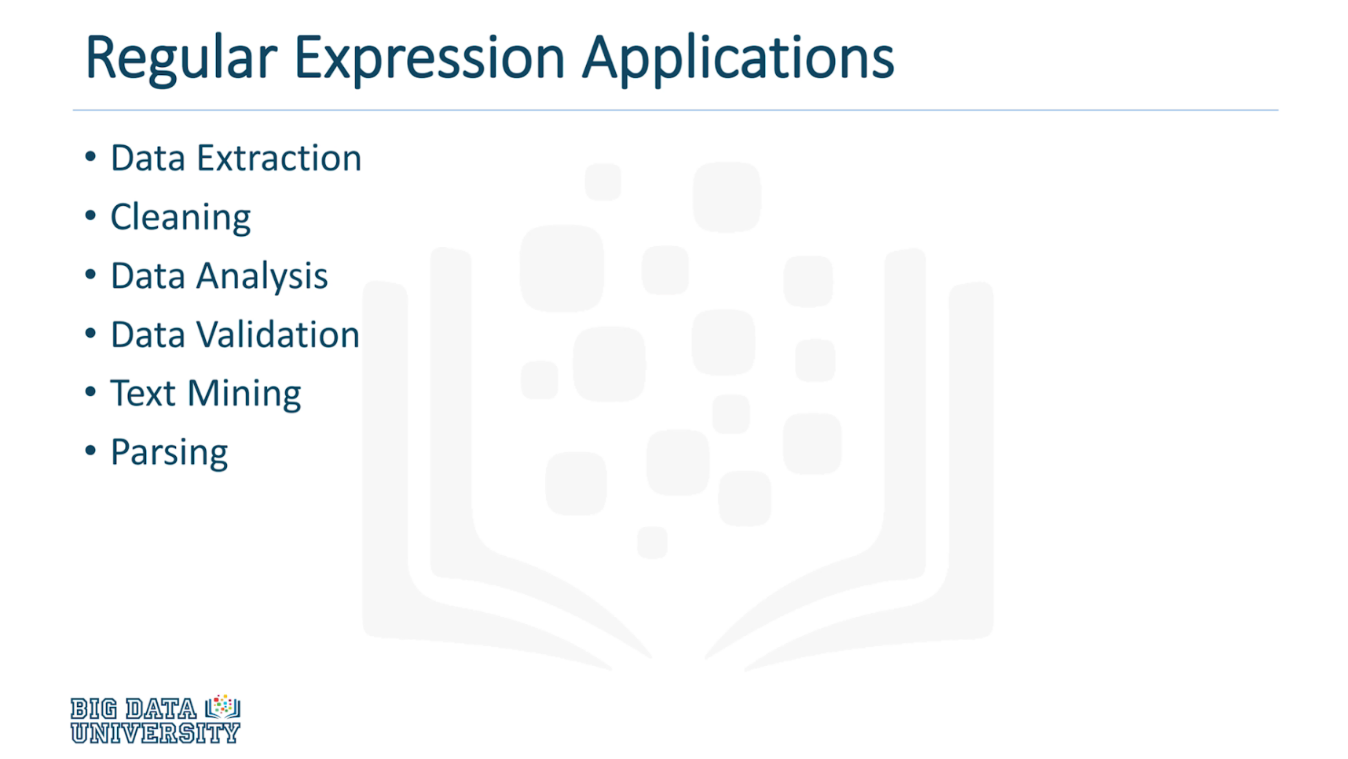 Regular Expression Applications
• Data Extraction
• Cleaning
• Data Analysis
• Data Validation
• Text Mining
• Parsing
BIG DATA
UNIVERSITY